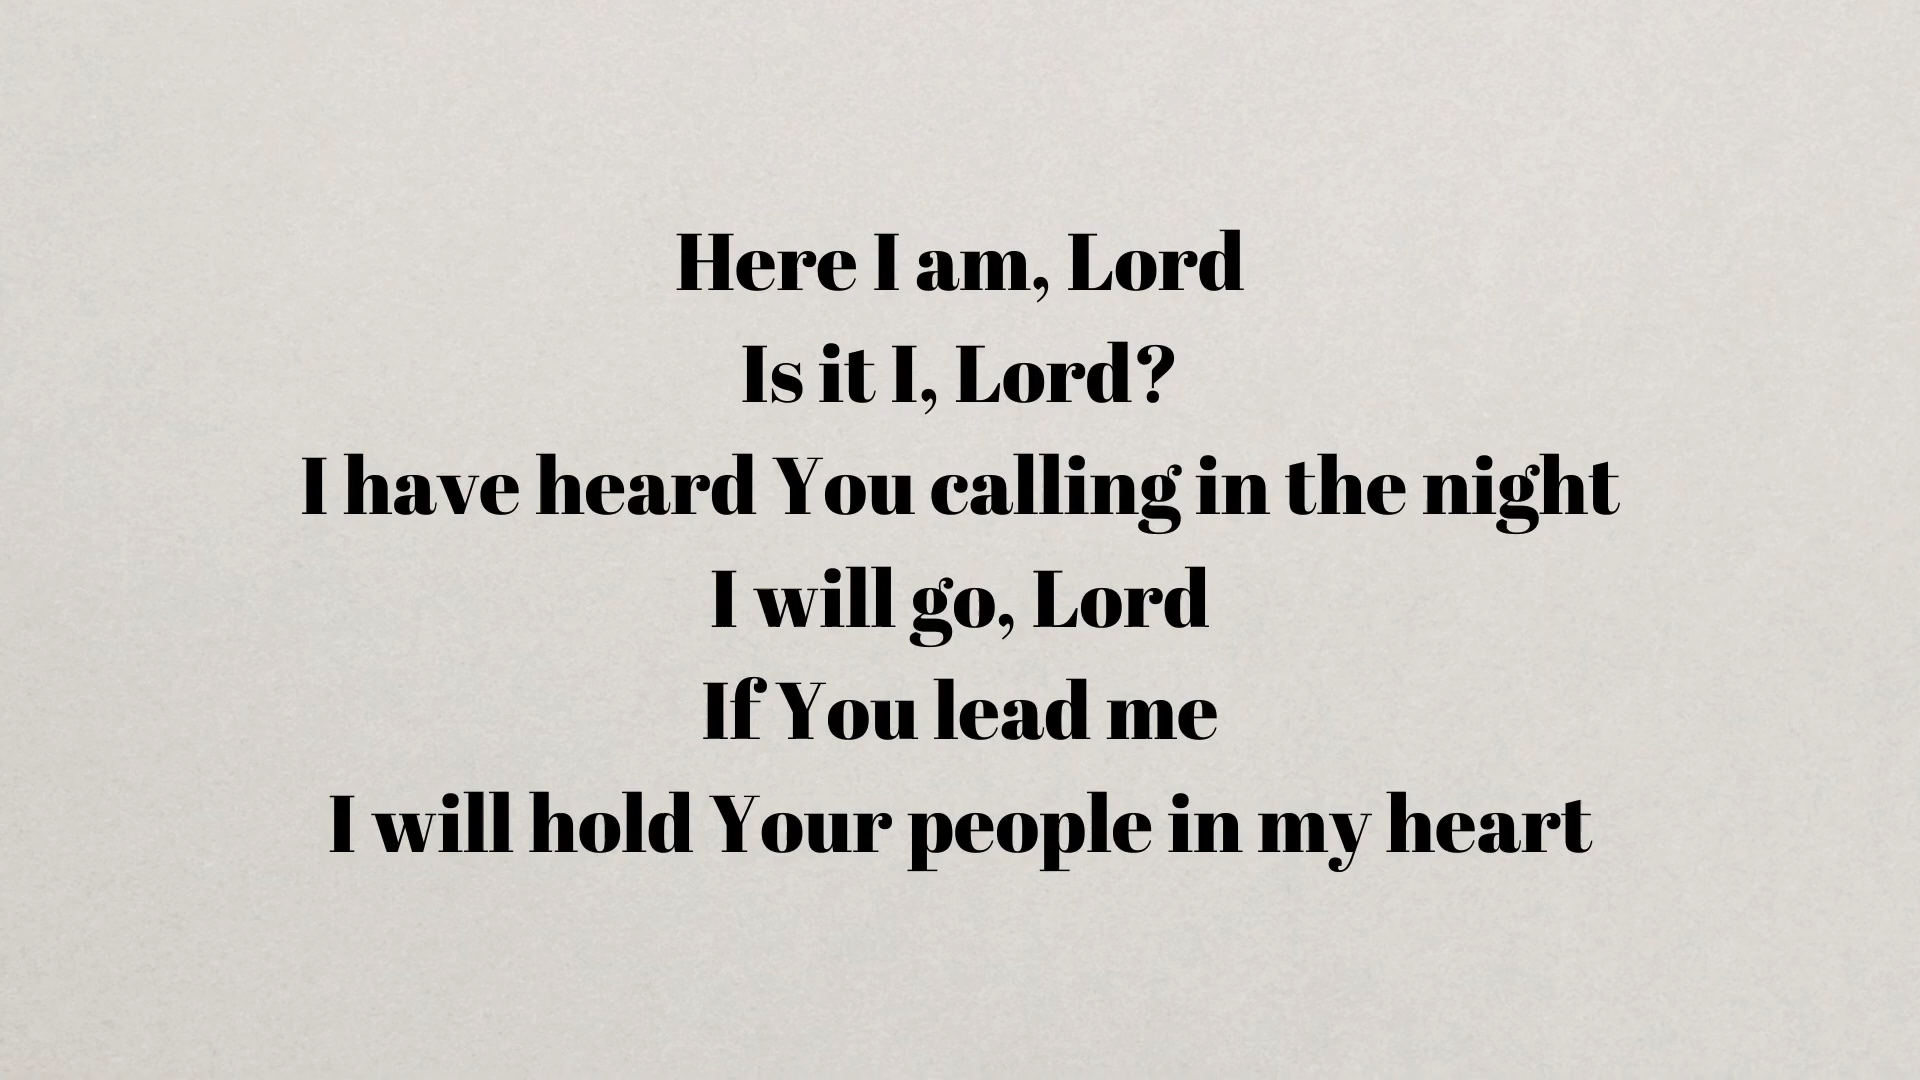 Here I am, Lord
Is it I, Lord?
I have heard You calling in the night
I will go, Lord
If You lead me
I will hold Your people in my heart